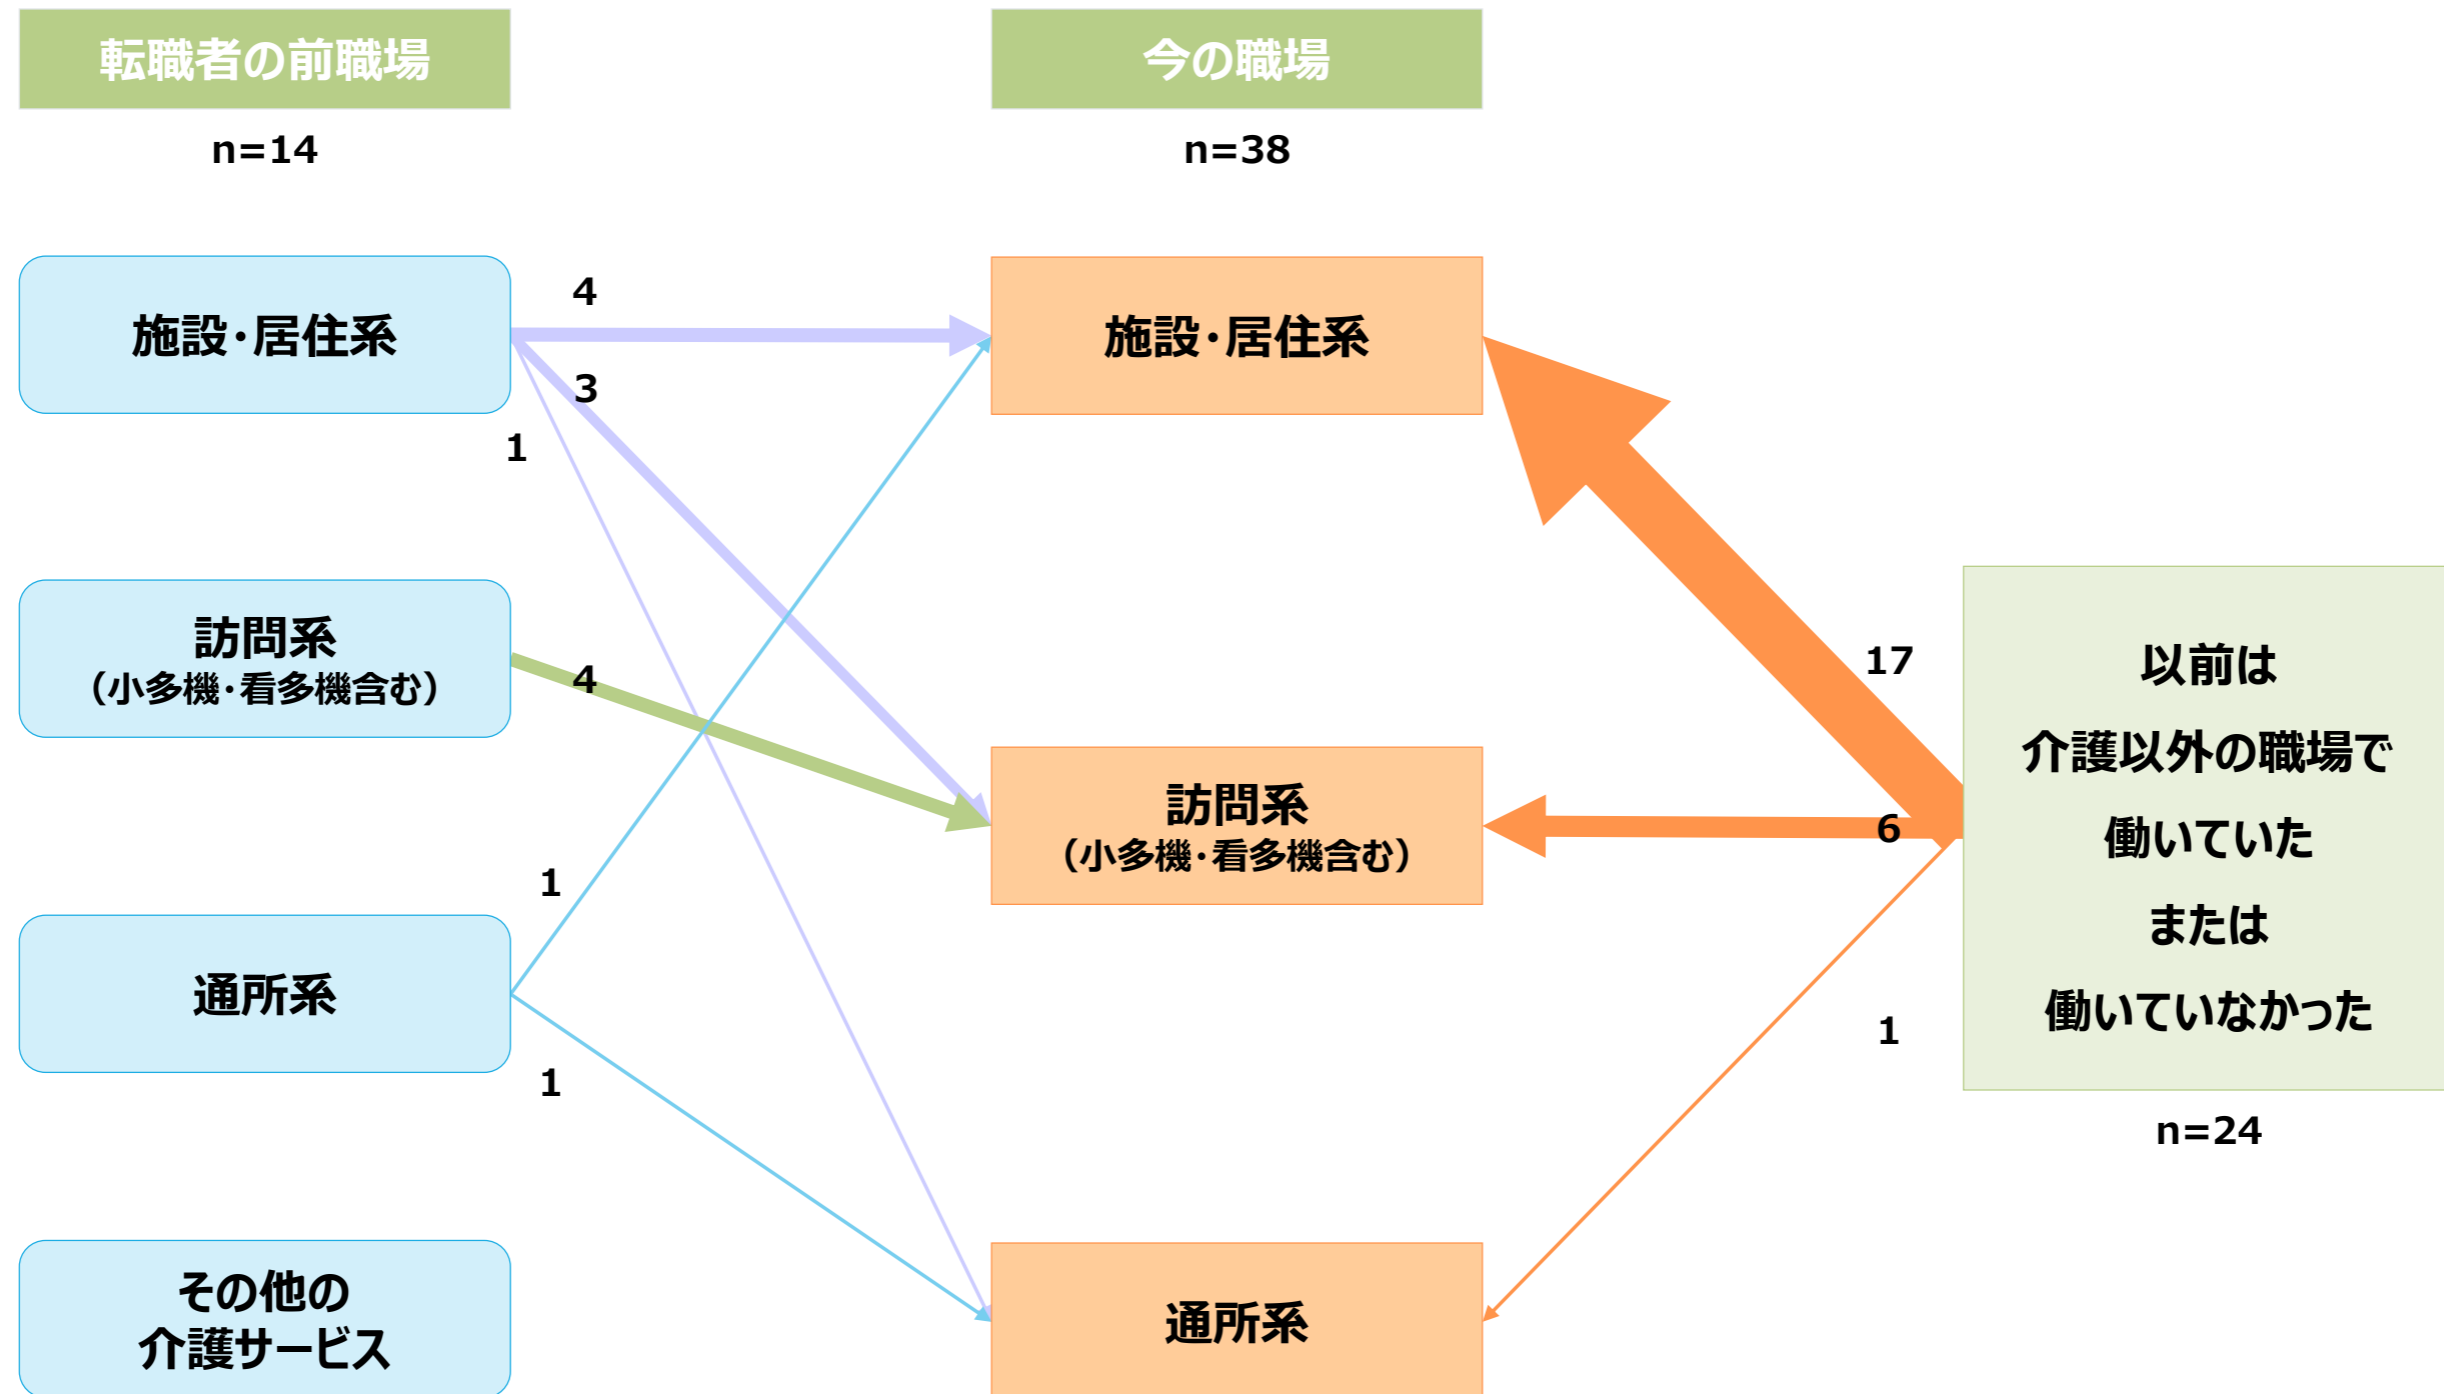 転職者の前職場
今の職場
n=14
n=38
施設・居住系
4
3
1
施設・居住系
訪問系
（小多機・看多機含む）
4
訪問系
（小多機・看多機含む）
17
6
1
以前は
介護以外の職場で
働いていた
または
働いていなかった
n=24
1
通所系
1
その他の
介護サービス
通所系